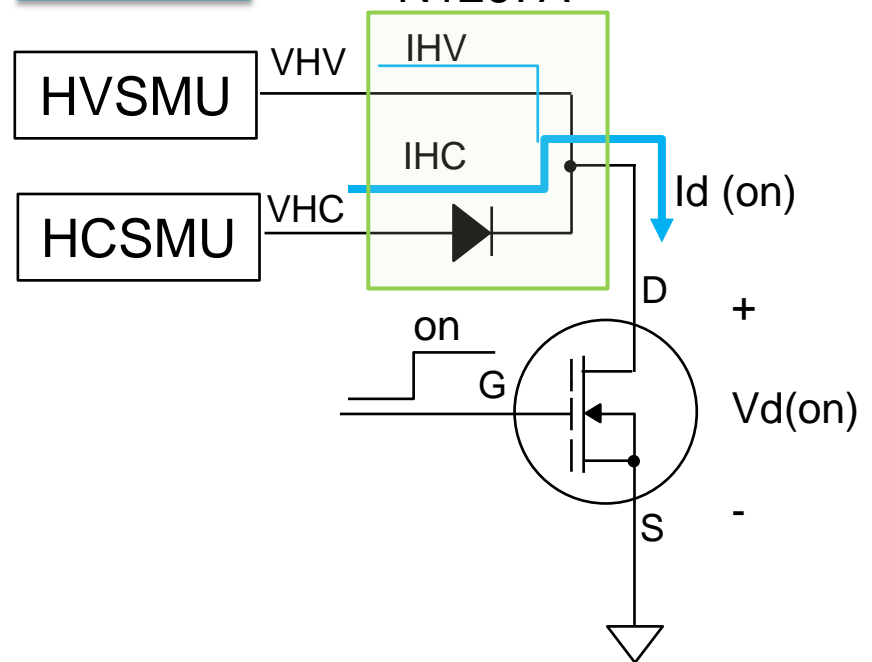 HVSMU
VHV
IHV
IHC
HCSMU
VHC
Id (on)
D
+
on
G
Vd(on)
-
S